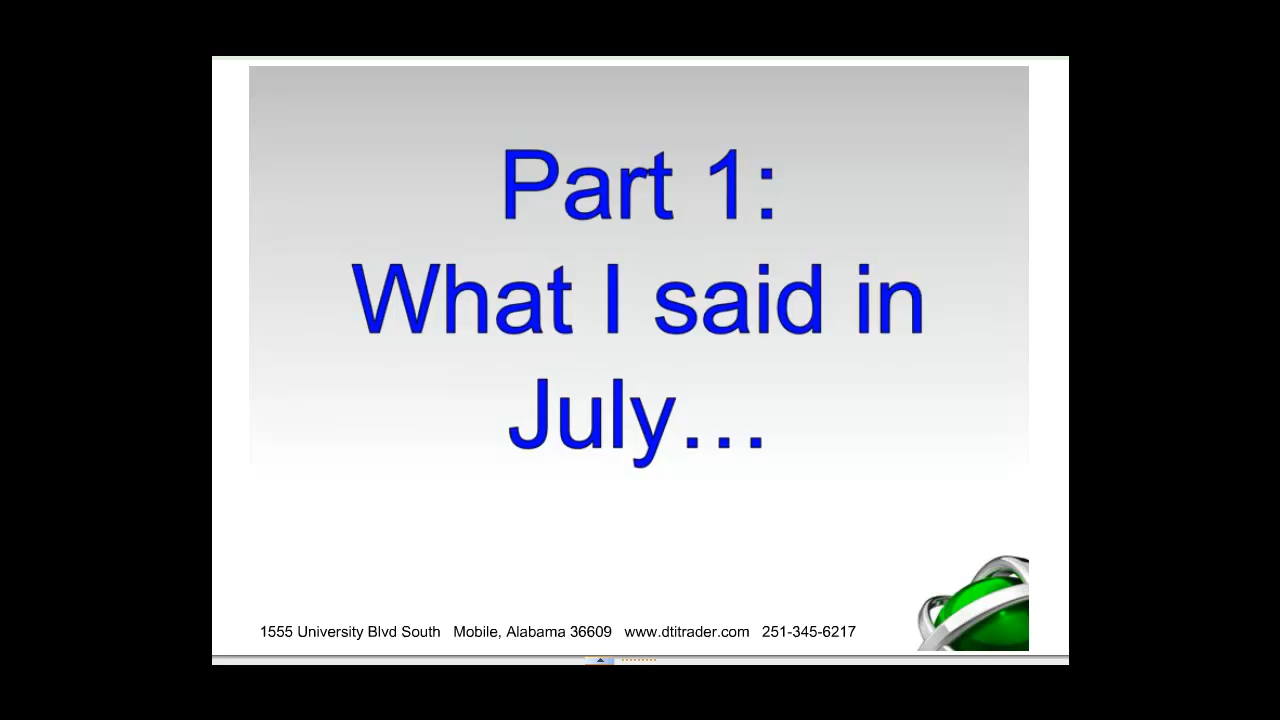 Part 1:
What I said in
July…
1555 University Blvd South Mobile, Alabama 36609 www.dtitrader.com 251-345-6217